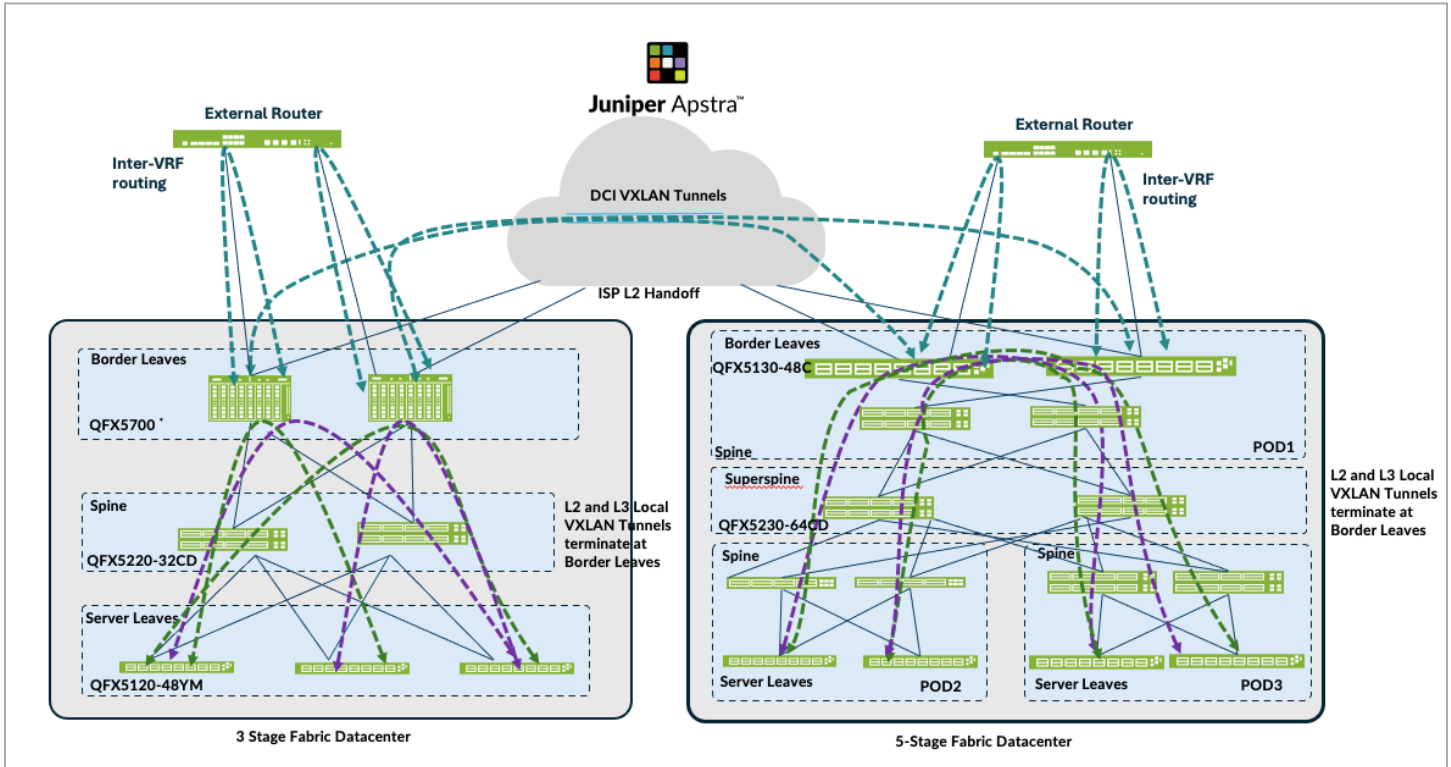 Juniper Apstra™
External Router
External Router
Inter-VRF
routing
Inter-VRF
routing
DCI VXLAN Tunnels
ISP L2 Handoff
Border Leaves
QFX5700 *
Spine
QFX5220-32CD
L2 and L3 Local
VXLAN Tunnels
terminate at
Border Leaves
Server Leaves
QFX5120-48YM
3 Stage Fabric Datacenter
Border Leaves
QFX5130-48C
Spine
POD1
Superspine
QFX5230-64CD
L2 and L3 Local
VXLAN Tunnels
terminate at
Border Leaves
Spine
Spine
Server Leaves
POD2
Server Leaves
POD3
5-Stage Fabric Datacenter